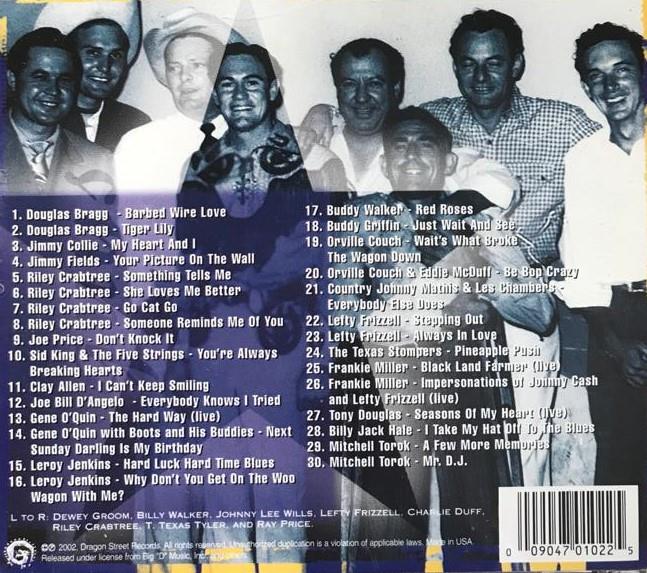 1. Douglas Bragg - Barbed Wire Love
2. Douglas Bragg - Tiger Lily
3. Jimmy Collie - My Heart And I
4. Jimmy Fields - Your Picture On The Wall
5. Riley Crabtree - Something Tells Me
6. Riley Crabtree - She Loves Me Better
7. Riley Crabtree - Go Cat Go
8. Riley Crabtree - Someone Reminds Me Of You
9. Joe Price - Don't Knock It
10. Sid King & The Five Strings - You're Always
Breaking Hearts
11. Clay Allen - I Can't Keep Smiling
12. Joe Bill D'Angelo - Everybody Knows I Tried
13. Gene O'Quin - The Hard Way (live)
14. Gene O'Quin with Boots and His Buddies - Next
Sunday Darling Is My Birthday
15. Leroy Jenkins - Hard Luck Hard Time Blues
16. Leroy Jenkins - Why Don't You Get On The Woo
Wagon With Me?
17. Buddy Walker - Red Roses
18. Buddy Griffin - Just Wait And See
19. Orville Couch - Wait's What Broke
The Wagon Down
20. Orville Couch & Eddie McDuff - Be Bop Crazy
21. Country Johnny Mathis & Les Chambers -
Everybody Else Does
22. Lefty Frizzell - Stepping Out
23. Lefty Frizzell - Always In Love
24. The Texas Stompers - Pineapple Push
25. Frankie Miller - Black Land Farmer (live)
26. Frankie Miller - Impersonations of Johnny Cash
and Lefty Frizzell (live)
27. Tony Douglas - Seasons Of My Heart (live)
28. Billy Jack Hale - I Take My Hat Off To The Blues
29. Mitchell Torok - A Few More Memories
30. Mitchell Torok - Mr. D.J.
L to R: Dewey Groom, Billy Walker, Johnny Lee Wills, Lefty Frizzell, Charlie Duff,
Riley Crabtree, T. Texas Tyler, and Ray Price.
©℗ 2002, Dragon Street Records. All rights reserved. Unauthorized duplication is a violation of applicable laws. Made in USA.
Released under license from Big "D" Music, Inc. and others.
0 09047 01022 5